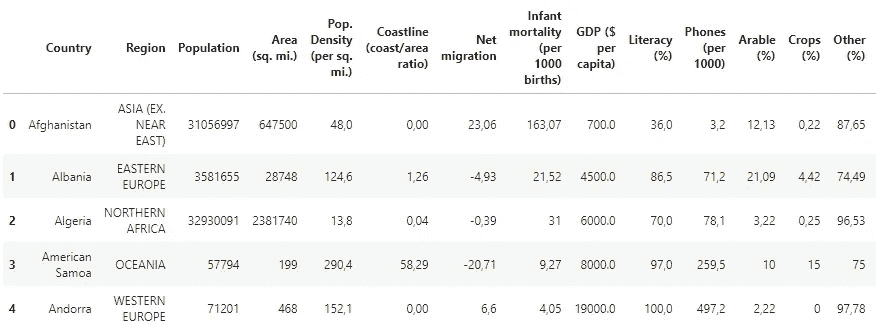 Country Region Population Area (sq. mi.) Pop. Density (per sq. mi.) Coastline (coast/area ratio) Net migration Infant mortality (per 1000 births) GDP ($ per capita) Literacy (%) Phones (per 1000) Arable (%) Crops (%) Other (%)
0 Afghanistan ASIA (EX. NEAR EAST) 31056997 647500 48,0 0,00 23,06 163,07 700.0 36,0 3,2 12,13 0,22 87,65
1 Albania EASTERN EUROPE 3581655 28748 124,6 1,26 -4,93 21,52 4500.0 86,5 71,2 21,09 4,42 74,49
2 Algeria NORTHERN AFRICA 32930091 2381740 13,8 0,04 -0,39 31 6000.0 70,0 78,1 3,22 0,25 96,53
3 American Samoa OCEANIA 57794 199 290,4 58,29 -20,71 9,27 8000.0 97,0 259,5 10 15 75
4 Andorra WESTERN EUROPE 71201 468 152,1 0,00 6,6 4,05 19000.0 100,0 497,2 2,22 0 97,78